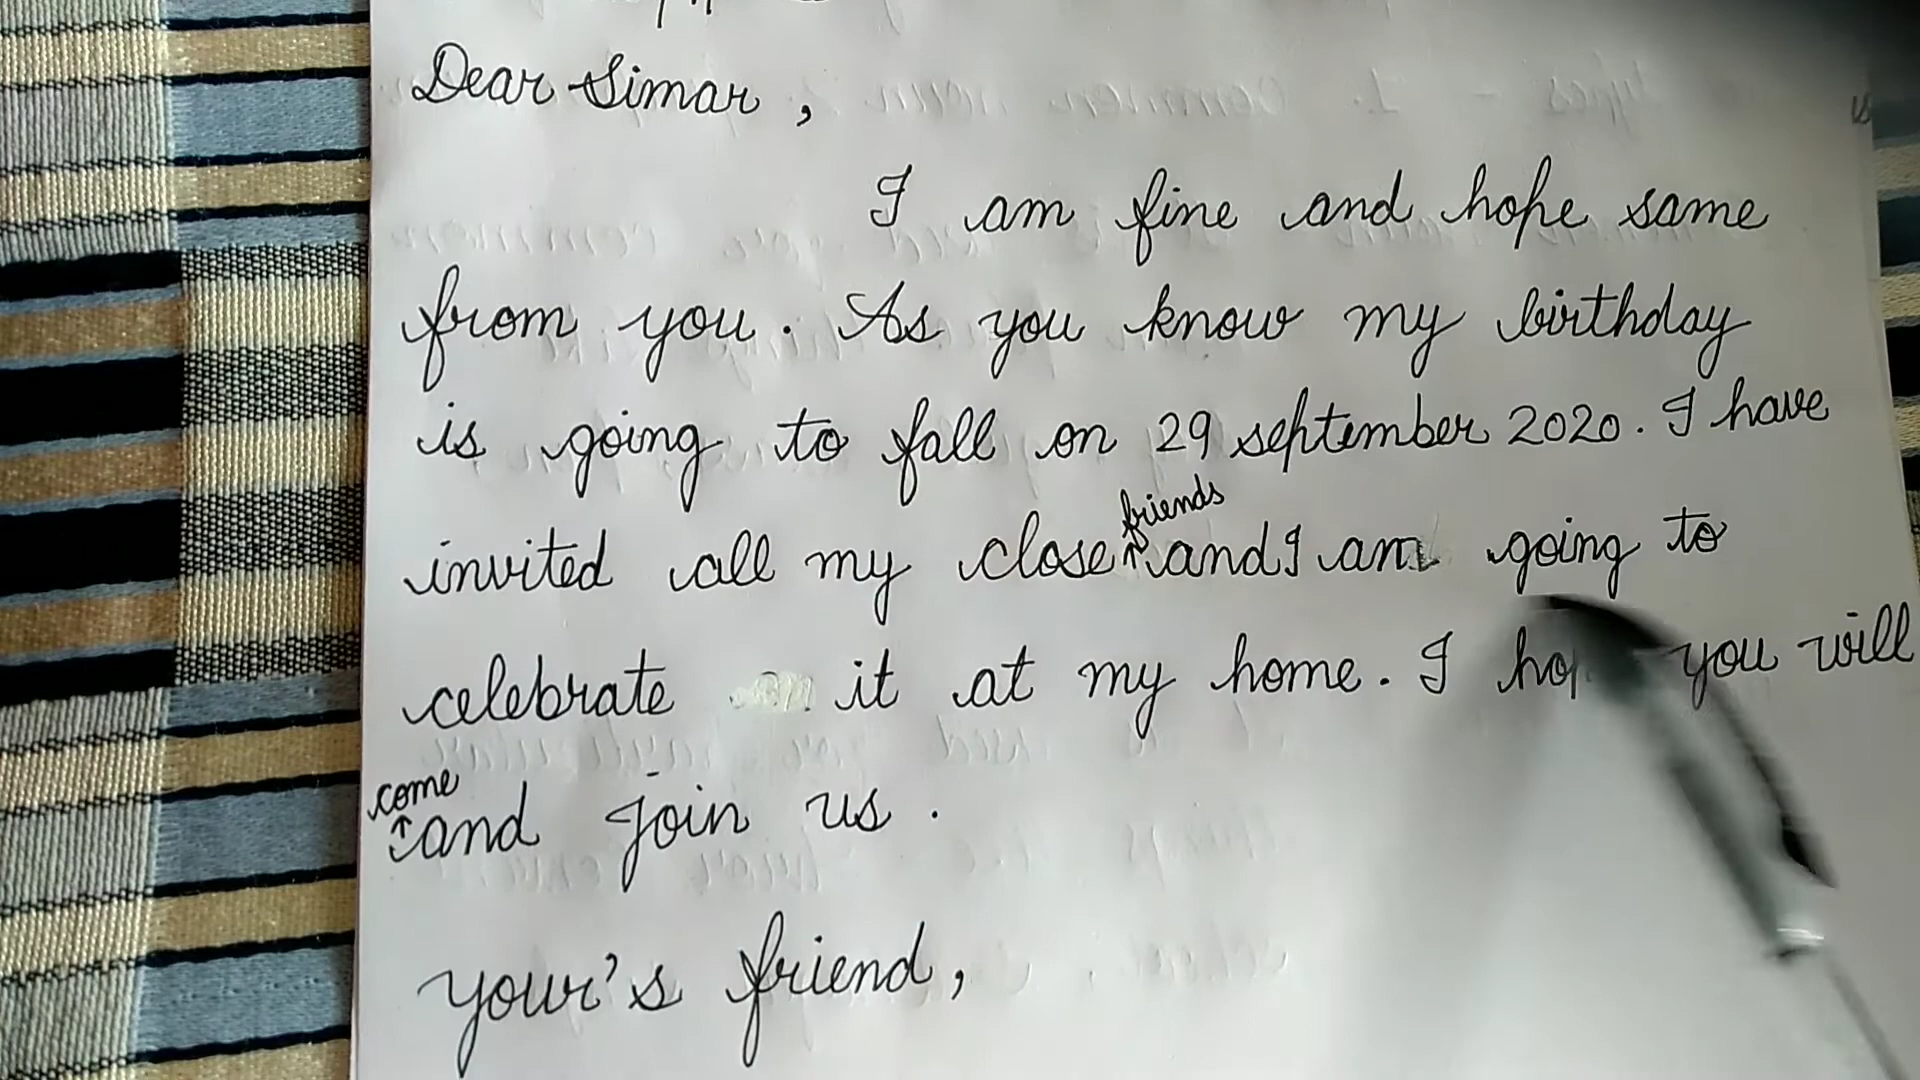 Dear Simar,
I am fine and hope same
from you. As you know my birthday
is going to fall on 29 september 2020. I have
invited all my close friends and I am going to
celebrate it at my home. I you will
come and join us.
your's friend,